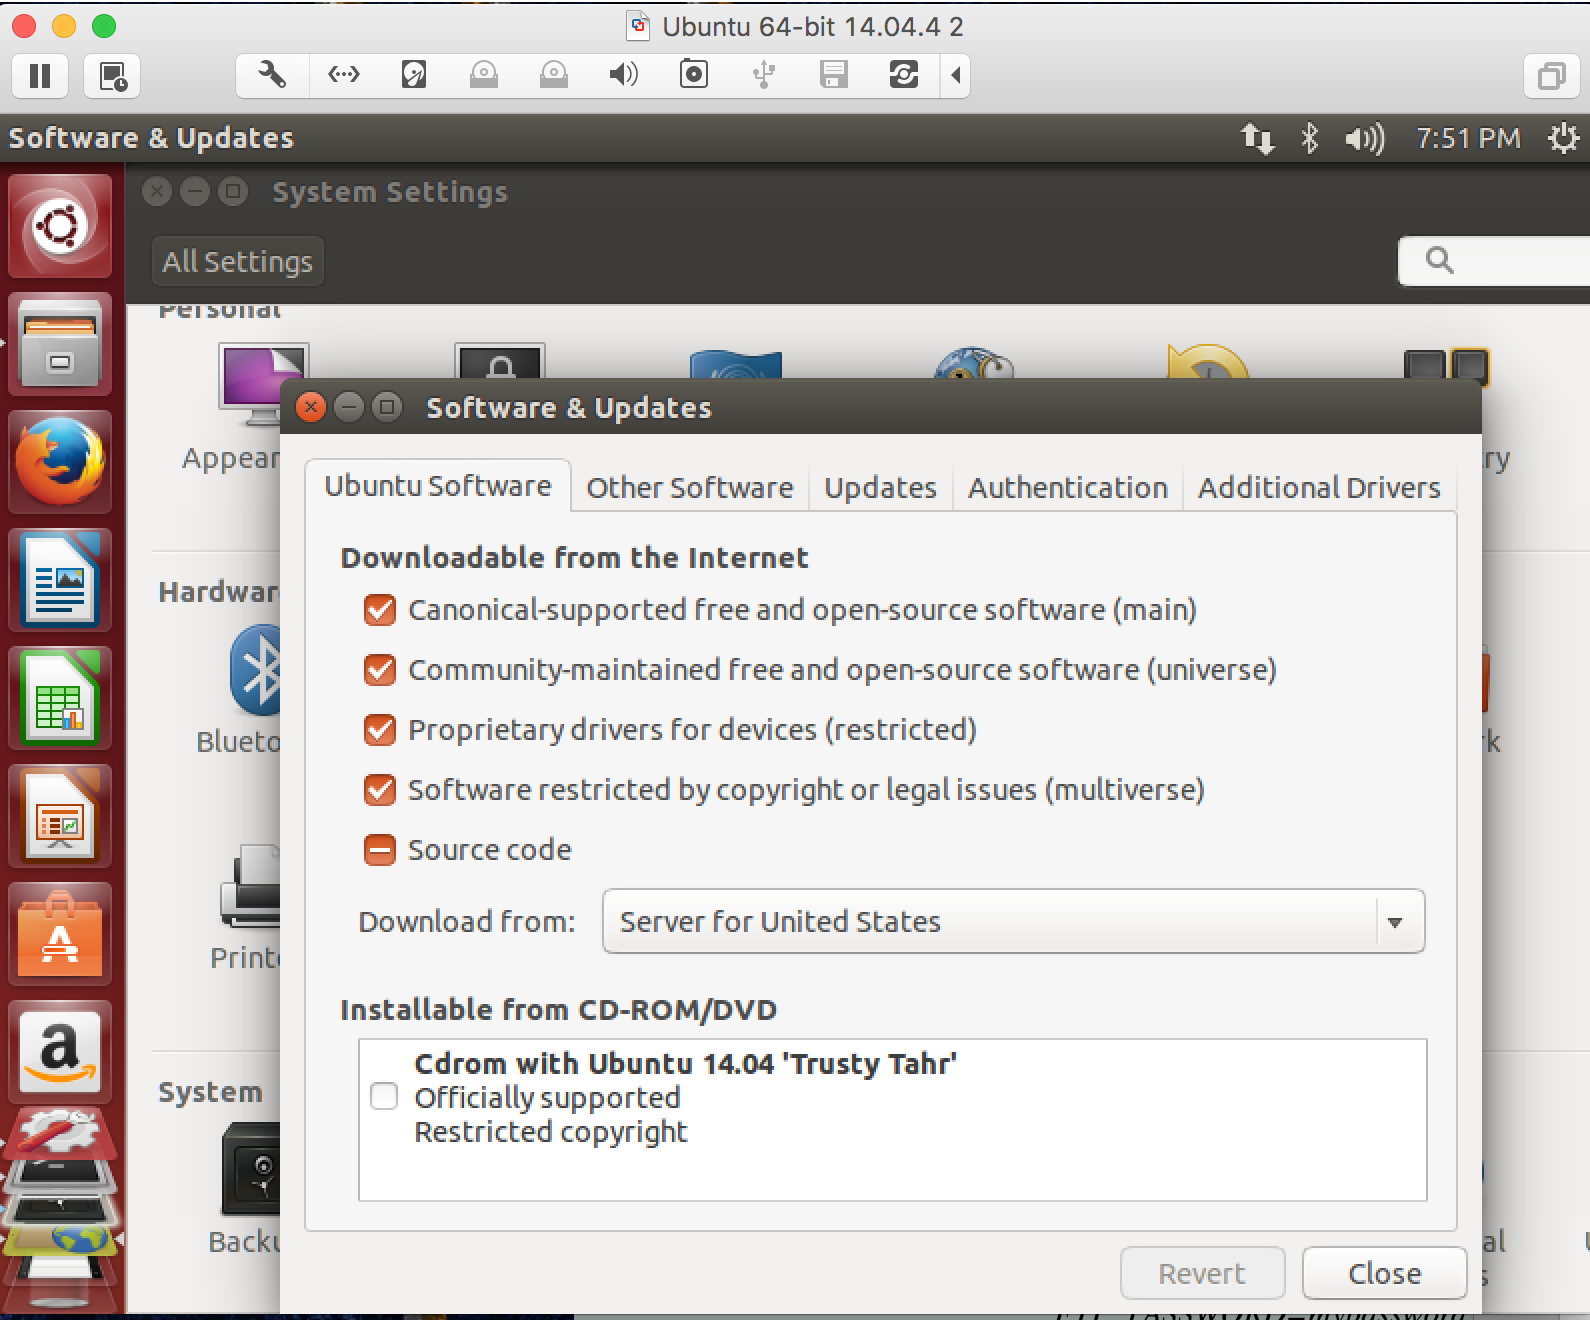 Ubuntu 64-bit 14.04.4 2
Software & Updates
7:51 PM
System Settings
All Settings
Personal
Appear
ry
Software & Updates
Ubuntu Software
Other Software
Updates
Authentication
Additional Drivers
Downloadable from the Internet
Canonical-supported free and open-source software (main)
Community-maintained free and open-source software (universe)
Proprietary drivers for devices (restricted)
Software restricted by copyright or legal issues (multiverse)
Source code
Download from:
Server for United States
Installable from CD-ROM/DVD
Cdrom with Ubuntu 14.04 'Trusty Tahr'
Officially supported
Restricted copyright
Revert
Close
Hardwar
Blueto
rk
Print
System
Backu
al
s